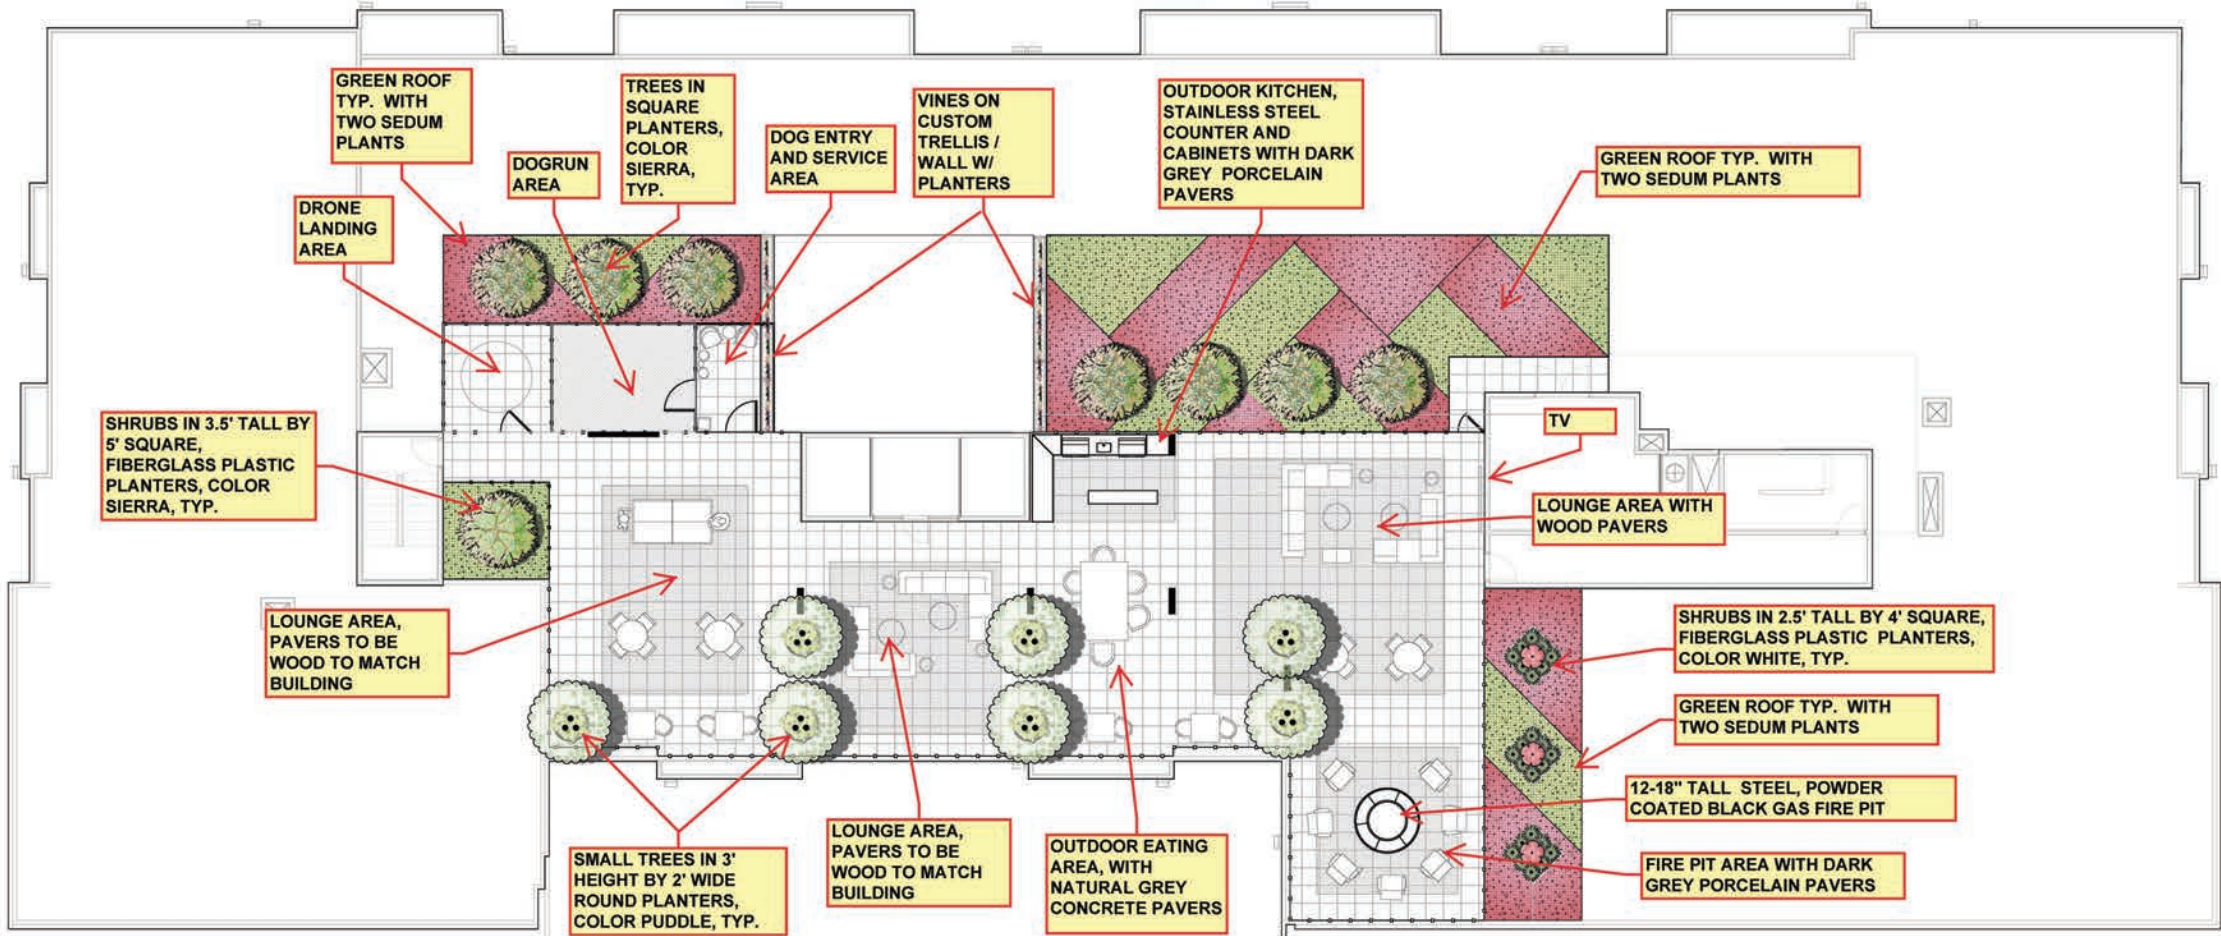 GREEN ROOF
TYP. WITH
TWO SEDUM
PLANTS
TREES IN
SQUARE
PLANTERS,
COLOR
SIERRA,
TYP.
VINES ON
CUSTOM
TRELLIS /
WALL W/
PLANTERS
OUTDOOR KITCHEN,
STAINLESS STEEL
COUNTER AND
CABINETS WITH DARK
GREY PORCELAIN
PAVERS
DOGRUN
AREA
DOG ENTRY
AND SERVICE
AREA
GREEN ROOF TYP. WITH
TWO SEDUM PLANTS
DRONE
LANDING
AREA
SHRUBS IN 3.5' TALL BY
5' SQUARE,
FIBERGLASS PLASTIC
PLANTERS, COLOR
SIERRA, TYP.
TV
LOUNGE AREA WITH
WOOD PAVERS
LOUNGE AREA,
PAVERS TO BE
WOOD TO MATCH
BUILDING
SHRUBS IN 2.5' TALL BY 4' SQUARE,
FIBERGLASS PLASTIC PLANTERS,
COLOR WHITE, TYP.
GREEN ROOF TYP. WITH
TWO SEDUM PLANTS
12-18" TALL STEEL, POWDER
COATED BLACK GAS FIRE PIT
SMALL TREES IN 3'
HEIGHT BY 2' WIDE
ROUND PLANTERS,
COLOR PUDDLE, TYP.
LOUNGE AREA,
PAVERS TO BE
WOOD TO MATCH
BUILDING
OUTDOOR EATING
AREA, WITH
NATURAL GREY
CONCRETE PAVERS
FIRE PIT AREA WITH DARK
GREY PORCELAIN PAVERS